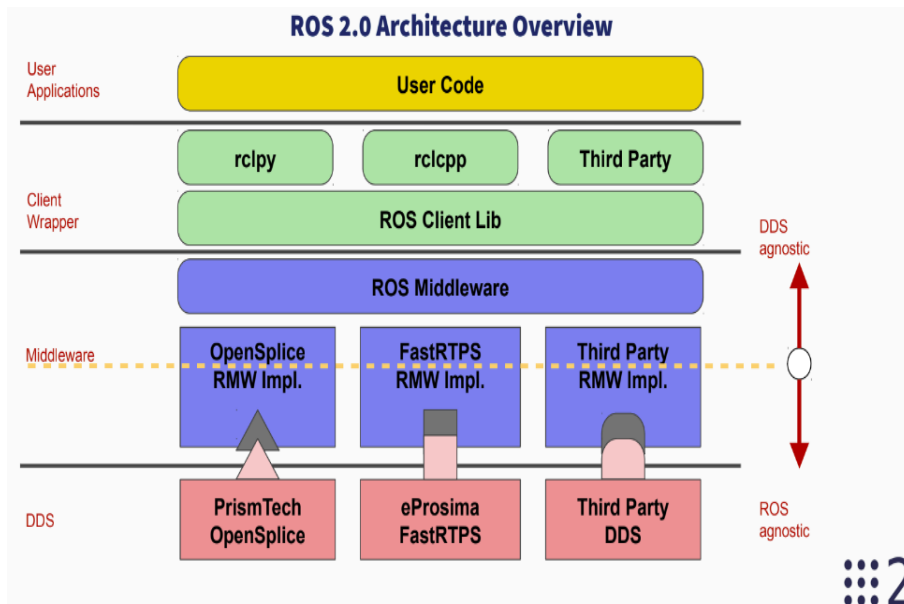 ROS 2.0 Architecture Overview
User
Applications
User Code
rclpy
rclcpp
Third Party
Client
Wrapper
ROS Client Lib
DDS
agnostic
ROS Middleware
Middleware
OpenSplice
RMW Impl.
FastRTPS
RMW Impl.
Third Party
RMW Impl.
DDS
PrismTech
OpenSplice
eProsima
FastRTPS
Third Party
DDS
ROS
agnostic
2